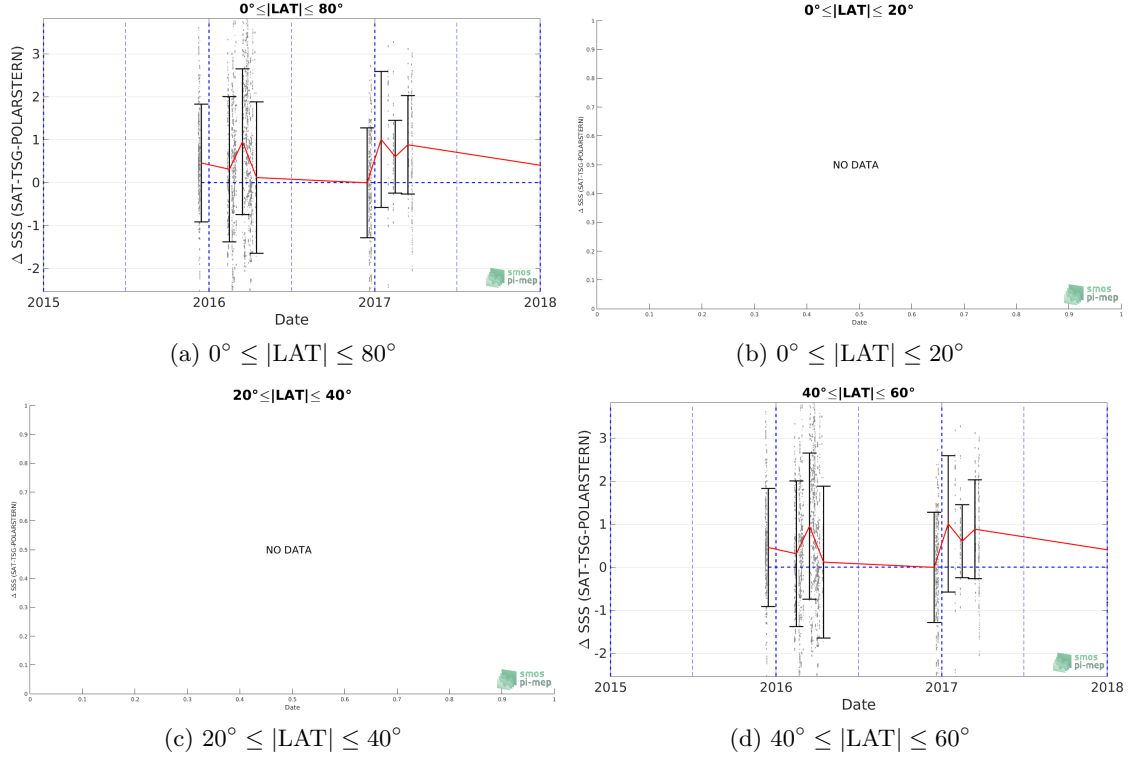 0°≤|LAT|≤ 80°
Δ SSS (SAT-TSG-POLARSTERN)
3
2
1
0
-1
-2
2015
2016
2017
2018
Date
smos
pi-mep
(a) 0° ≤ |LAT| ≤ 80°
0°≤|LAT|≤ 20°
Δ SSS (SAT-TSG-POLARSTERN)
1
0.9
0.8
0.7
0.6
0.5
0.4
0.3
0.2
0.1
0
NO DATA
0
0.1
0.2
0.3
0.4
0.5
0.6
0.7
0.8
0.9
1
Date
smos
pi-mep
(b) 0° ≤ |LAT| ≤ 20°
20°≤|LAT|≤ 40°
Δ SSS (SAT-TSG-POLARSTERN)
1
0.9
0.8
0.7
0.6
0.5
0.4
0.3
0.2
0.1
0
NO DATA
0
0.1
0.2
0.3
0.4
0.5
0.6
0.7
0.8
0.9
1
Date
smos
pi-mep
(c) 20° ≤ |LAT| ≤ 40°
40°≤|LAT|≤ 60°
Δ SSS (SAT-TSG-POLARSTERN)
3
2
1
0
-1
-2
2015
2016
2017
2018
Date
smos
pi-mep
(d) 40° ≤ |LAT| ≤ 60°